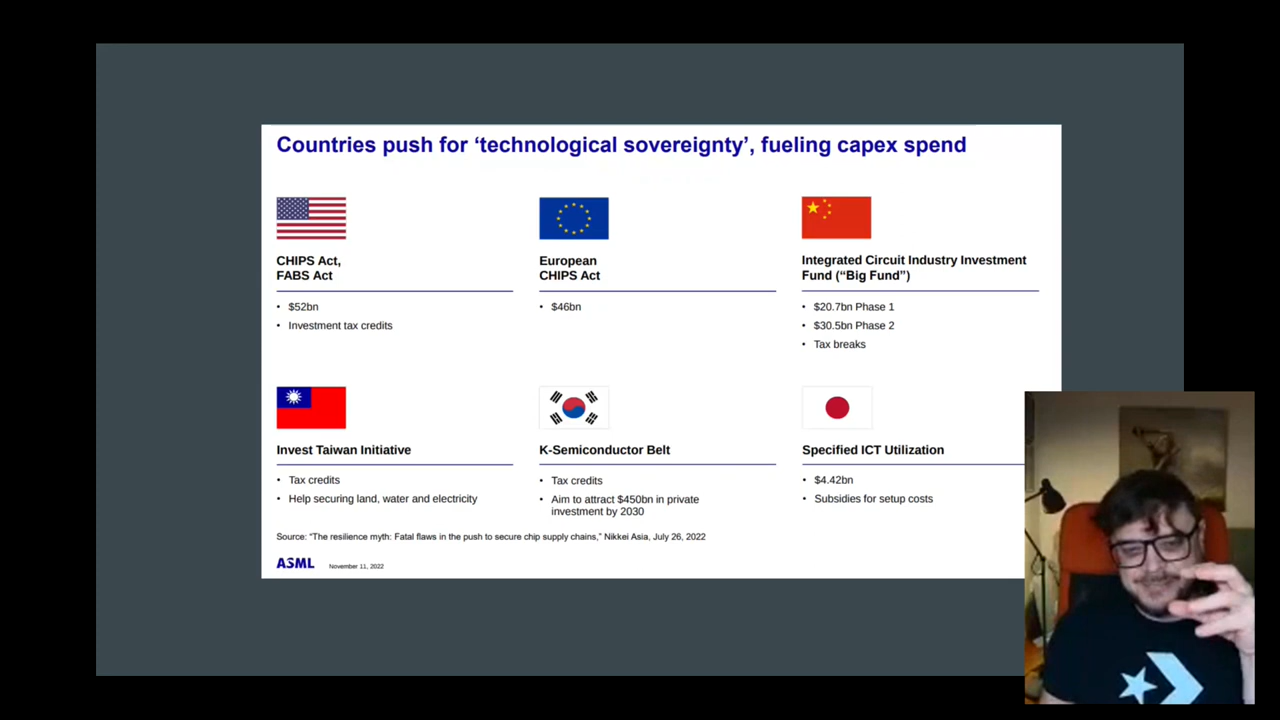 Countries push for ‘technological sovereignty’, fueling capex spend
CHIPS Act,
FABS Act
• $52bn
• Investment tax credits
European
CHIPS Act
• $46bn
Integrated Circuit Industry Investment
Fund (“Big Fund”)
• $20.7bn Phase 1
• $30.5bn Phase 2
• Tax breaks
Invest Taiwan Initiative
• Tax credits
• Help securing land, water and electricity
K-Semiconductor Belt
• Tax credits
• Aim to attract $450bn in private
investment by 2030
Specified ICT Utilization
• $4.42bn
• Subsidies for setup costs
Source: “The resilience myth: Fatal flaws in the push to secure chip supply chains,” Nikkei Asia, July 26, 2022
ASML
November 11, 2022